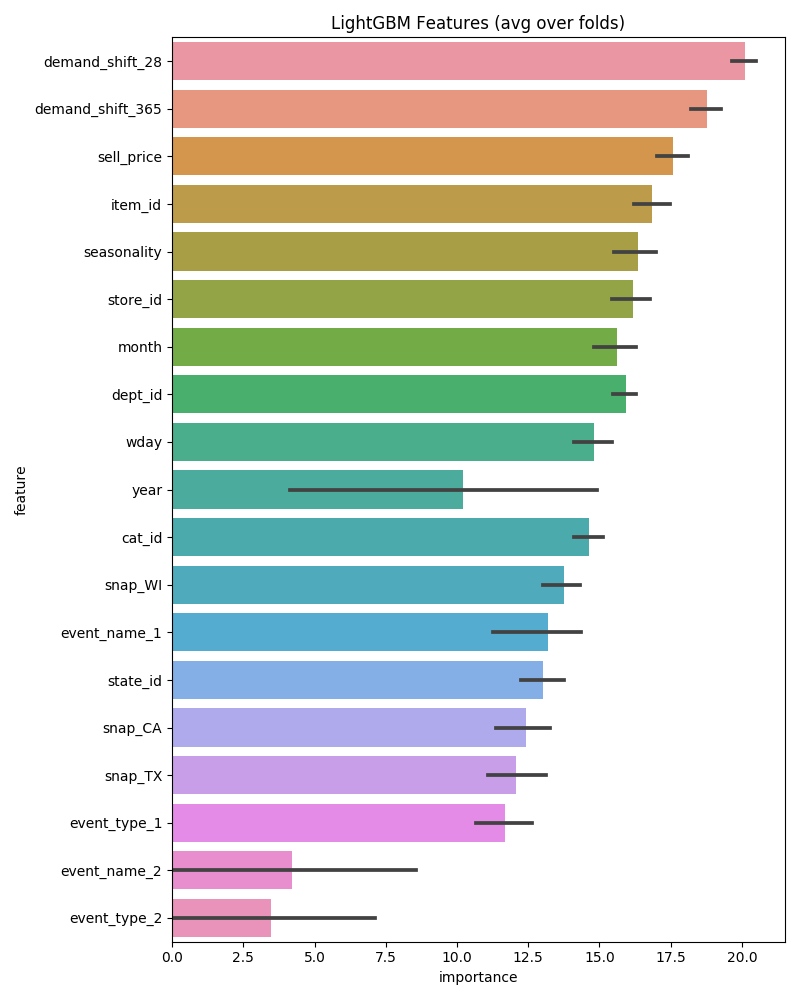 LightGBM Features (avg over folds)
demand_shift_28
demand_shift_365
sell_price
item_id
seasonality
store_id
month
dept_id
wday
year
cat_id
snap_WI
event_name_1
state_id
snap_CA
snap_TX
event_type_1
event_name_2
event_type_2
feature
0.0 2.5 5.0 7.5 10.0 12.5 15.0 17.5 20.0
importance